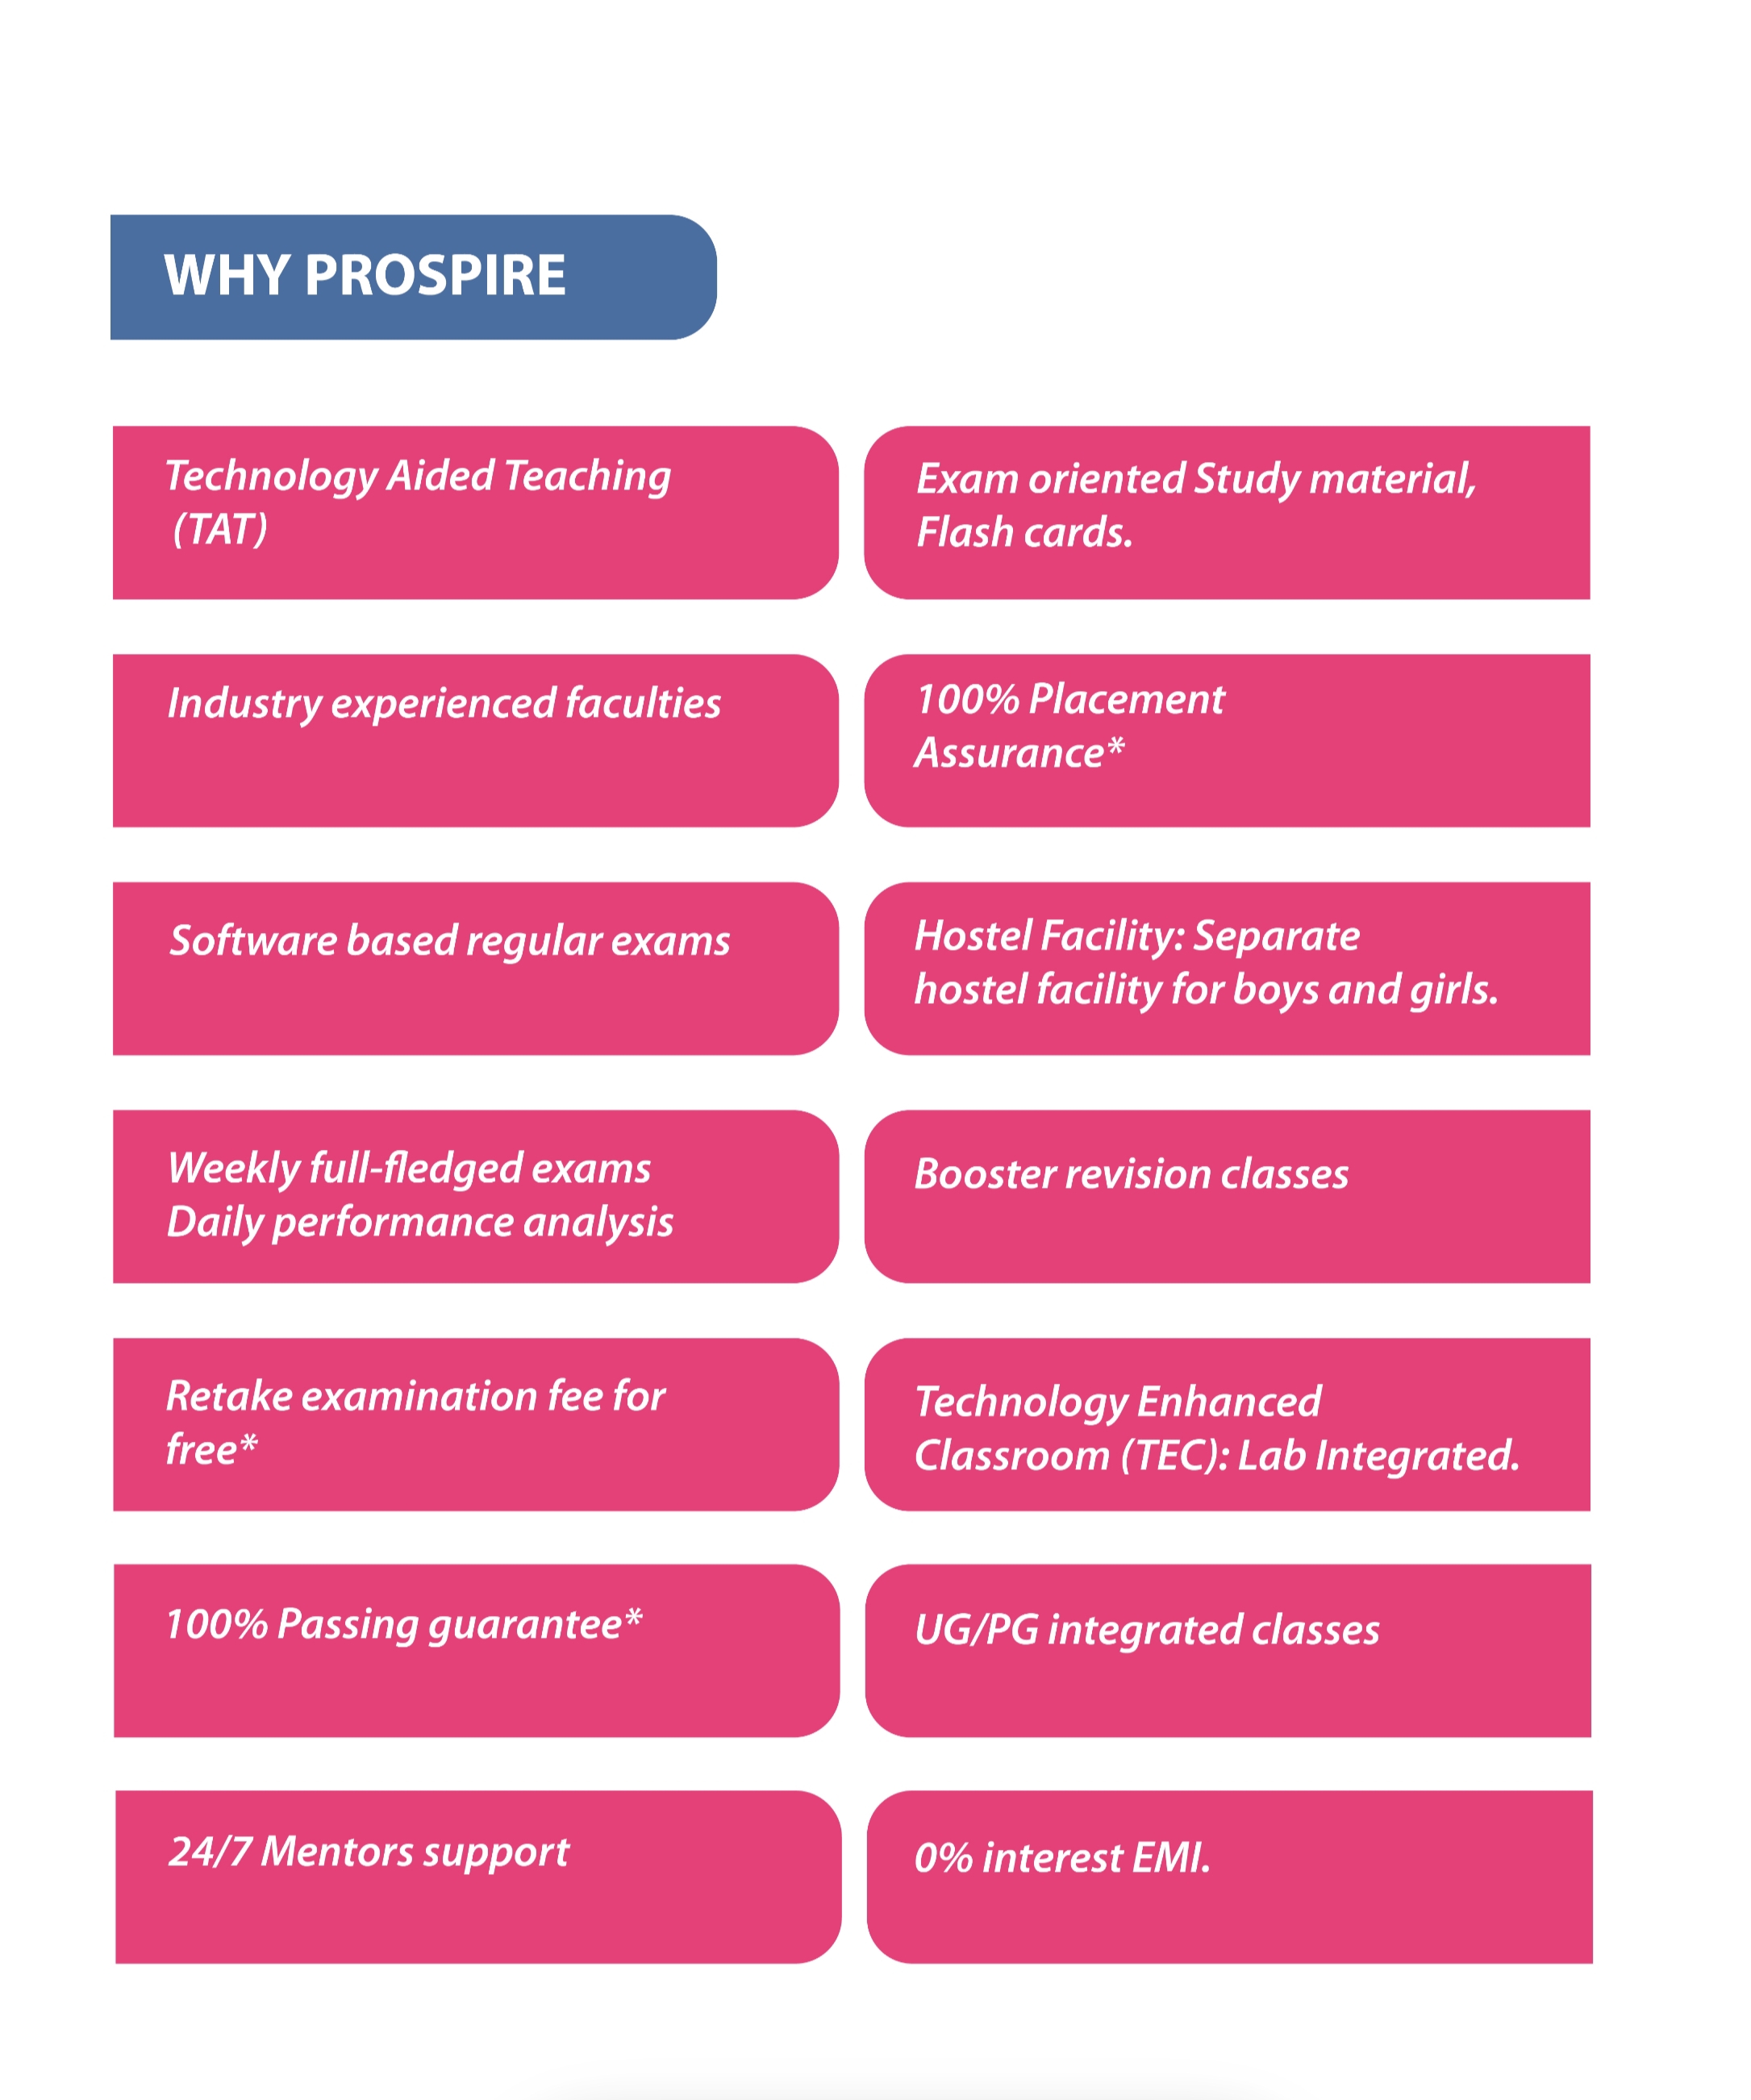 WHY PROSPIRE
Technology Aided Teaching
(TAT)
Exam oriented Study material,
Flash cards.
Industry experienced faculties
100% Placement
Assurance*
Software based regular exams
Hostel Facility: Separate
hostel facility for boys and girls.
Weekly full-fledged exams
Daily performance analysis
Booster revision classes
Retake examination fee for
free*
Technology Enhanced
Classroom (TEC): Lab Integrated.
100% Passing guarantee*
UG/PG integrated classes
24/7 Mentors support
0% interest EMI.